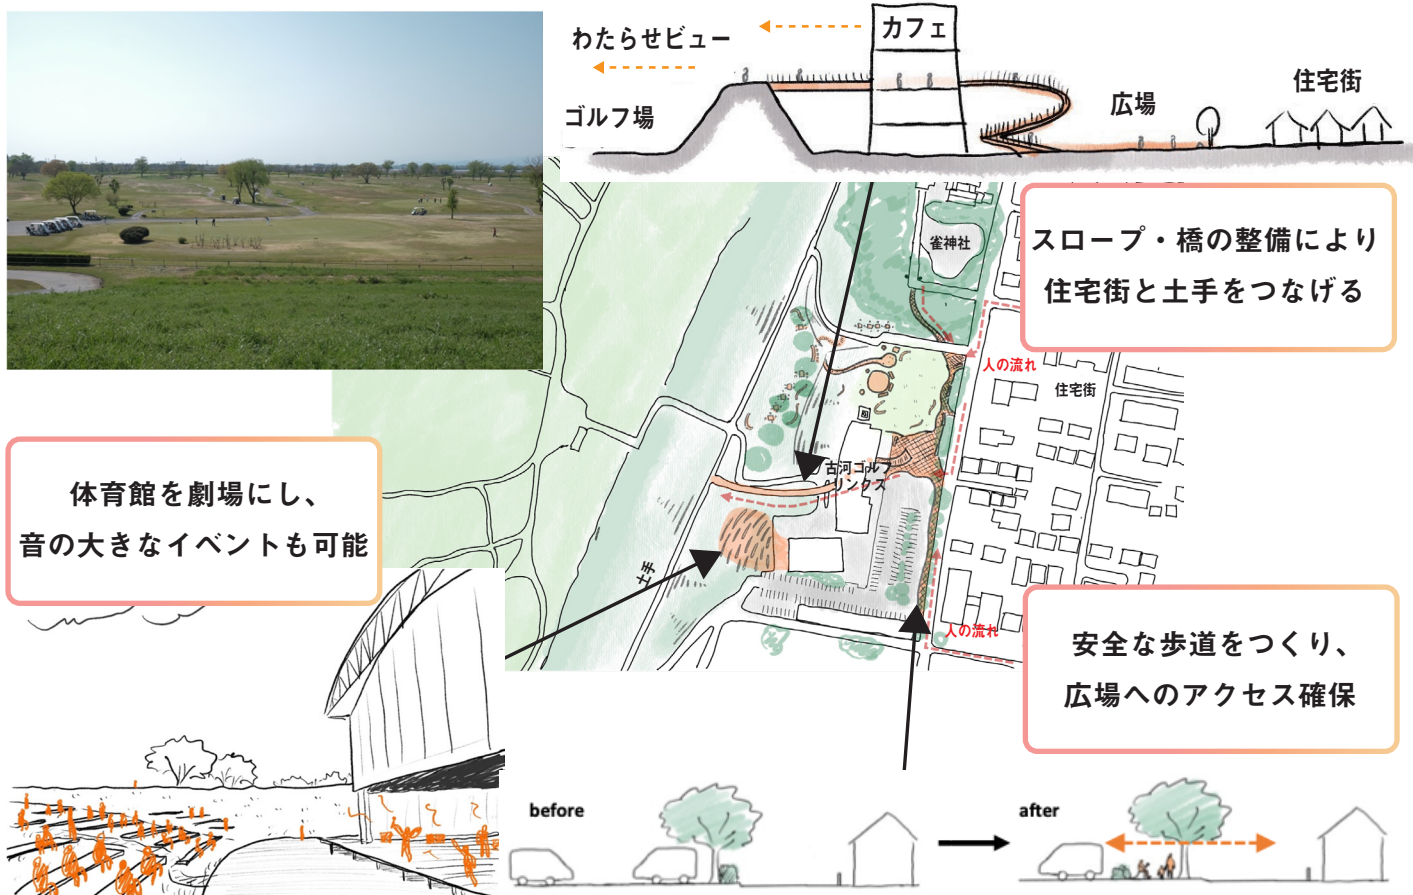 カフェ
わたらせビュー
住宅街
広場
ゴルフ場
スロープ・橋の整備により
住宅街と土手をつなげる
雀神社
人の流れ
住宅街
古河ゴルフ
リンクス
体育館を劇場にし、
音の大きなイベントも可能
土手
人の流れ
安全な歩道をつくり、
広場へのアクセス確保
before
after